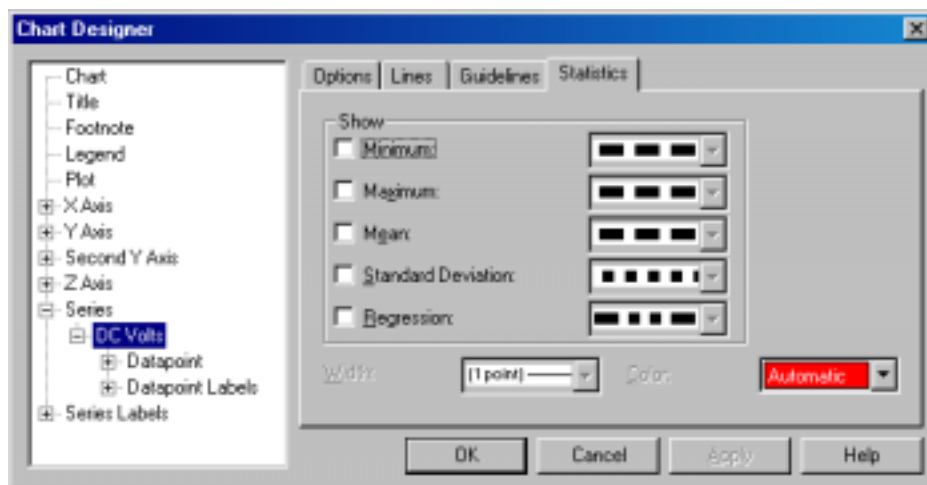 Chart Designer
Chart
Title
Footnote
Legend
Plot
X Axis
Y Axis
Second Y Axis
Z Axis
Series
DC Volts
Datapoint
Datapoint Labels
Series Labels
Options
Lines
Guidelines
Statistics
Show
Minimum:
Maximum:
Mean:
Standard Deviation:
Regression:
Width:
(1 point)
Color:
Automatic
OK
Cancel
Apply
Help